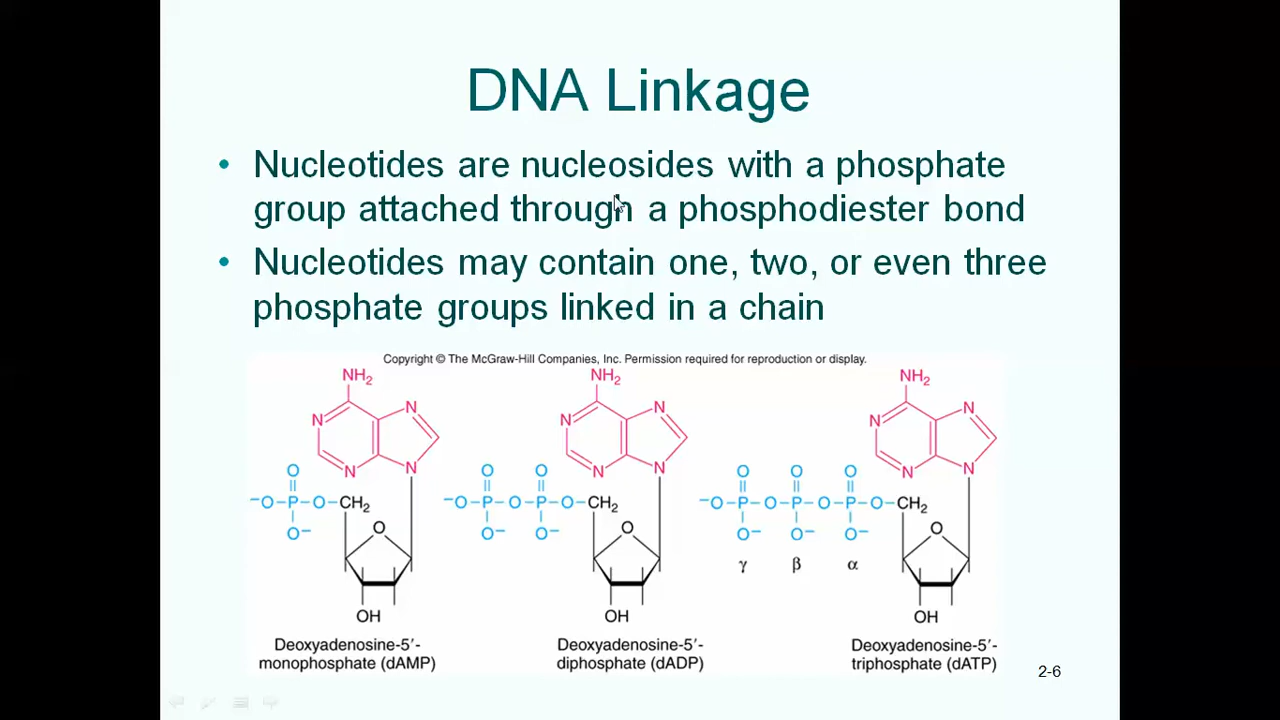 DNA Linkage
• Nucleotides are nucleosides with a phosphate
group attached through a phosphodiester bond
• Nucleotides may contain one, two, or even three
phosphate groups linked in a chain
Copyright © The McGraw-Hill Companies, Inc. Permission required for reproduction or display.
NH₂ NH₂ NH₂
N N N N N N
N N N N N N
O O O O O O
⁻O–P–O–CH₂ ⁻O–P–O–P–O–CH₂ ⁻O–P–O–P–O–P–O–CH₂
O⁻ O O⁻ O⁻ O O⁻ O⁻ O⁻ O
γ β α
OH OH OH
Deoxyadenosine-5′- Deoxyadenosine-5′- Deoxyadenosine-5′-
monophosphate (dAMP) diphosphate (dADP) triphosphate (dATP)
2-6